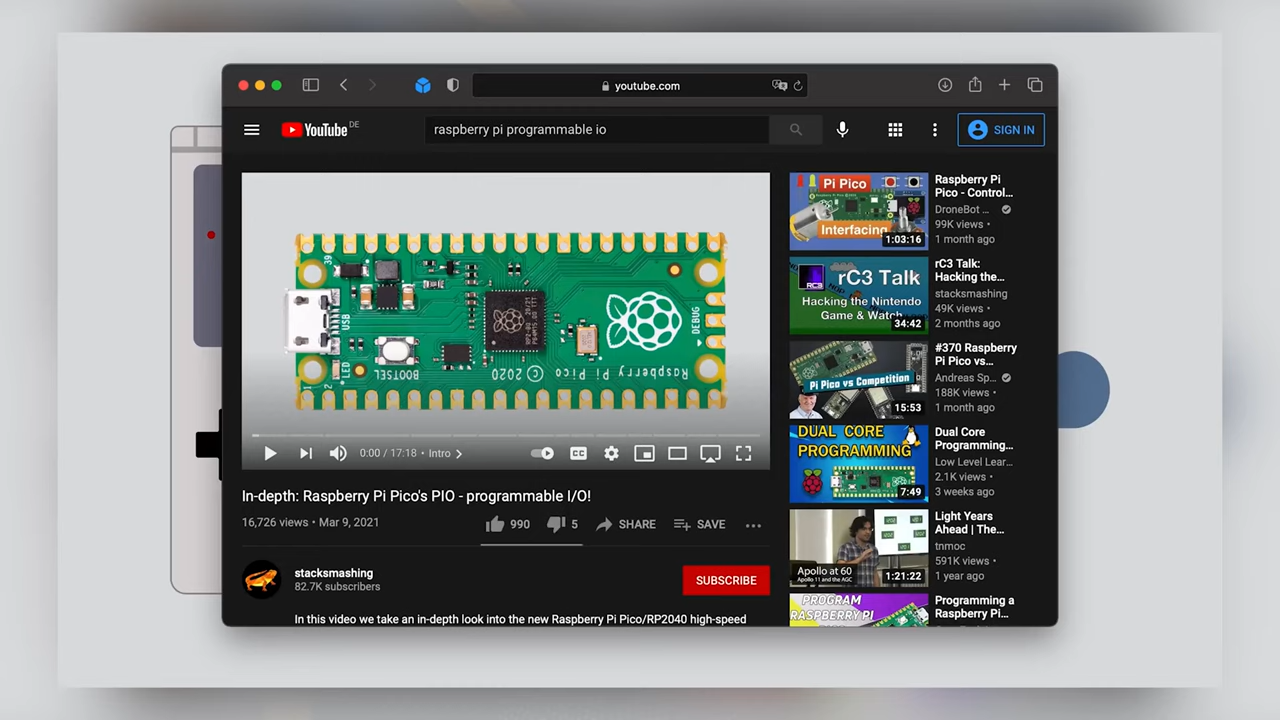 youtube.com
YouTube DE
raspberry pi programmable io
SIGN IN
39
USB
DEBUG
LED
BOOTSEL
Raspberry Pi Pico © 2020
0:00 / 17:18 • Intro
CC
In-depth: Raspberry Pi Pico's PIO - programmable I/O!
16,726 views • Mar 9, 2021
990
5
SHARE
SAVE
stacksmashing
82.7K subscribers
SUBSCRIBE
In this video we take an in-depth look into the new Raspberry Pi Pico/RP2040 high-speed
Pi Pico
Interfacing
1:03:16
Raspberry Pi
Pico - Control...
DroneBot ...
99K views •
1 month ago
RC3
rC3 Talk
Hacking the Nintendo
Game & Watch
34:42
rC3 Talk:
Hacking the...
stacksmashing
49K views •
2 months ago
Pi Pico vs Competition
15:53
#370 Raspberry
Pi Pico vs...
Andreas Sp...
188K views •
1 month ago
DUAL CORE
PROGRAMMING
7:49
Dual Core
Programming...
Low Level Lear...
2.1K views •
3 weeks ago
Apollo at 60
Apollo 11 and the AGC
1:21:22
Light Years
Ahead | The...
tnmoc
591K views •
1 year ago
PROGRAM
RASPBERRY PI
Programming a
Raspberry Pi...